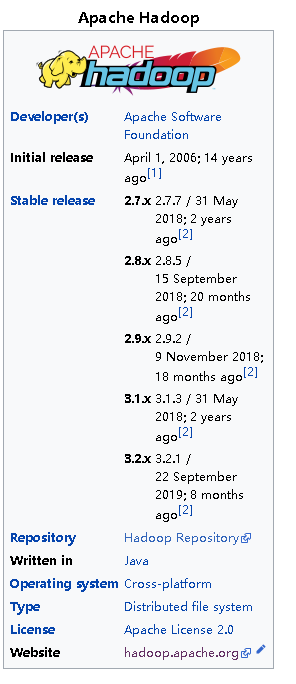 Apache Hadoop
APACHE
hadoop
Developer(s) Apache Software
Foundation
Initial release April 1, 2006; 14 years
ago[1]
Stable release 2.7.x 2.7.7 / 31 May
2018; 2 years
ago[2]
2.8.x 2.8.5 /
15 September
2018; 20 months
ago[2]
2.9.x 2.9.2 /
9 November 2018;
18 months ago[2]
3.1.x 3.1.3 / 31 May
2018; 2 years
ago[2]
3.2.x 3.2.1 /
22 September
2019; 8 months
ago[2]
Repository Hadoop Repository
Written in Java
Operating system Cross-platform
Type Distributed file system
License Apache License 2.0
Website hadoop.apache.org